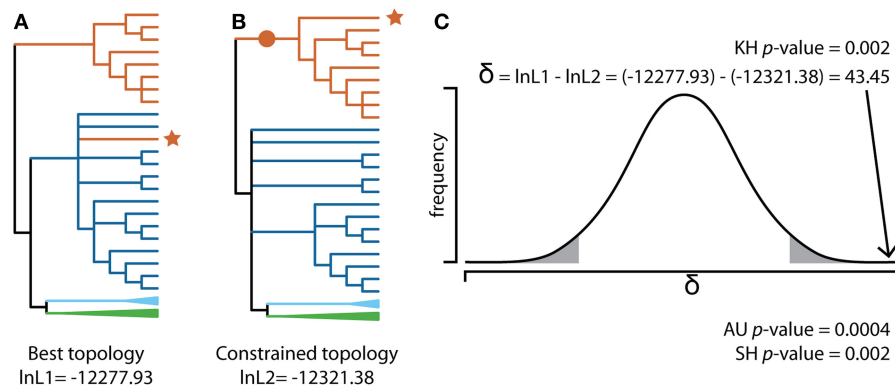 A
Best topology
lnL1= -12277.93
B
Constrained topology
lnL2= -12321.38
C
KH p-value = 0.002
δ = lnL1 - lnL2 = (-12277.93) - (-12321.38) = 43.45
frequency
δ
AU p-value = 0.0004
SH p-value = 0.002